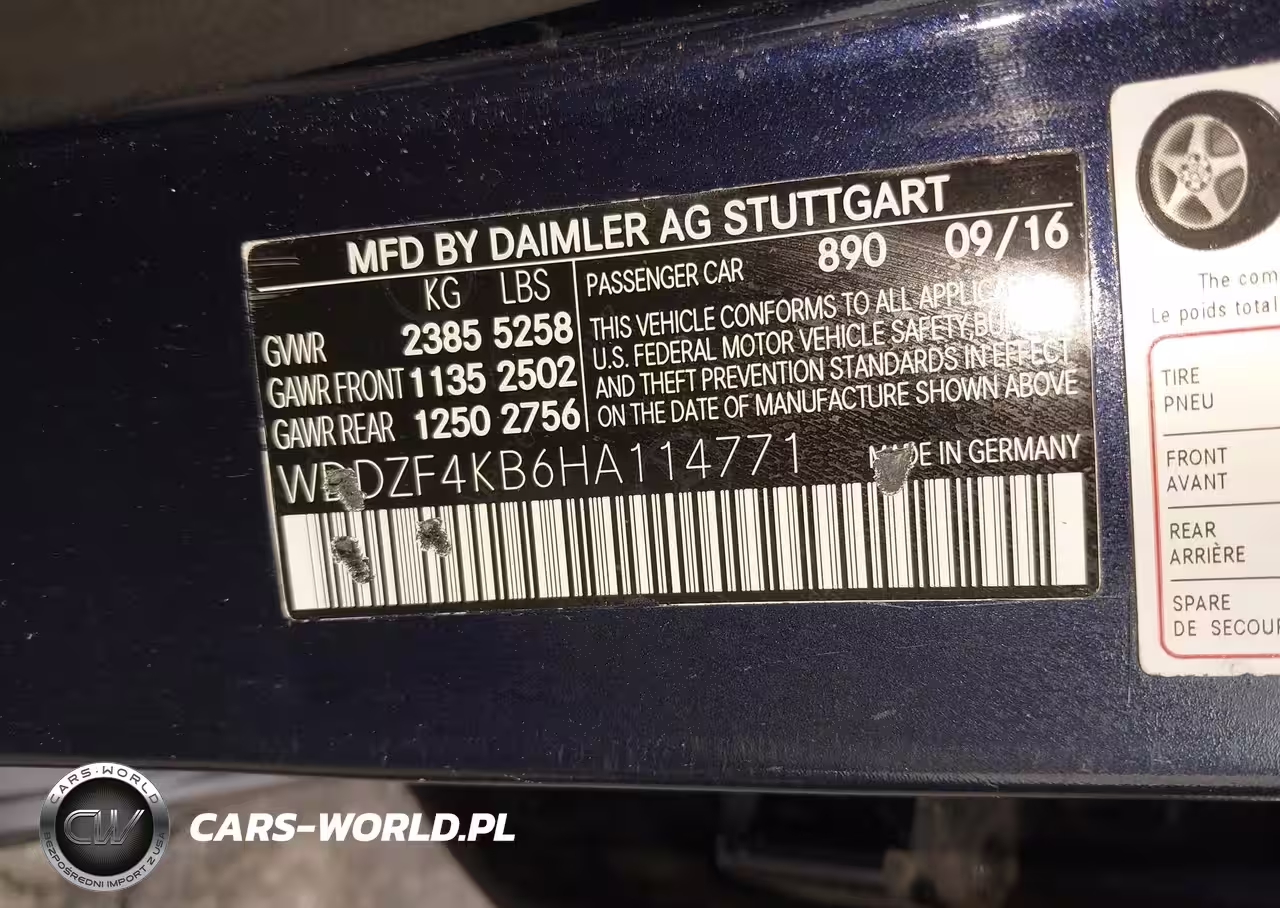 MFD BY DAIMLER AG STUTTGART
KG LBS
GVWR 2385 5258
GAWR FRONT 1135 2502
GAWR REAR 1250 2756
PASSENGER CAR 890 09/16
THIS VEHICLE CONFORMS TO ALL
U.S. FEDERAL MOTOR VEHICLE SAFETY,
AND THEFT PREVENTION STANDARDS IN EFFECT
ON THE DATE OF MANUFACTURE SHOWN ABOVE
WDDZF4KB6HA114771
MADE IN GERMANY
The com
Le poids total
TIRE
PNEU
FRONT
AVANT
REAR
ARRIÈRE
SPARE
DE SECOUR
CARS-WORLD
CW
BEZPOŚREDNI IMPORT Z USA
CARS-WORLD.PL